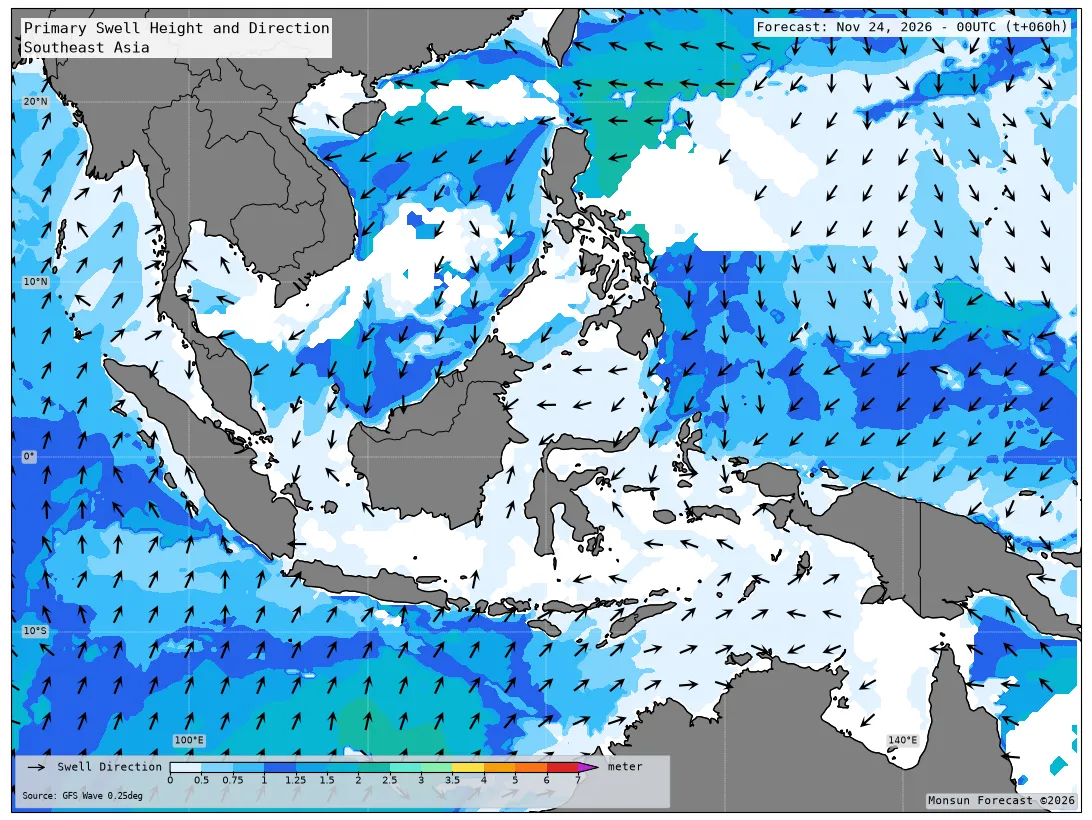 Primary Swell Height and Direction
Southeast Asia
Forecast: Nov 24, 2026 - 00UTC (t+060h)
20°N
10°N
0°
10°S
100°E
140°E
Swell Direction
0 0.5 0.75 1 1.25 1.5 2 2.5 3 3.5 4 5 6 7
meter
Source: GFS Wave 0.25deg
Monsun Forecast ©2026